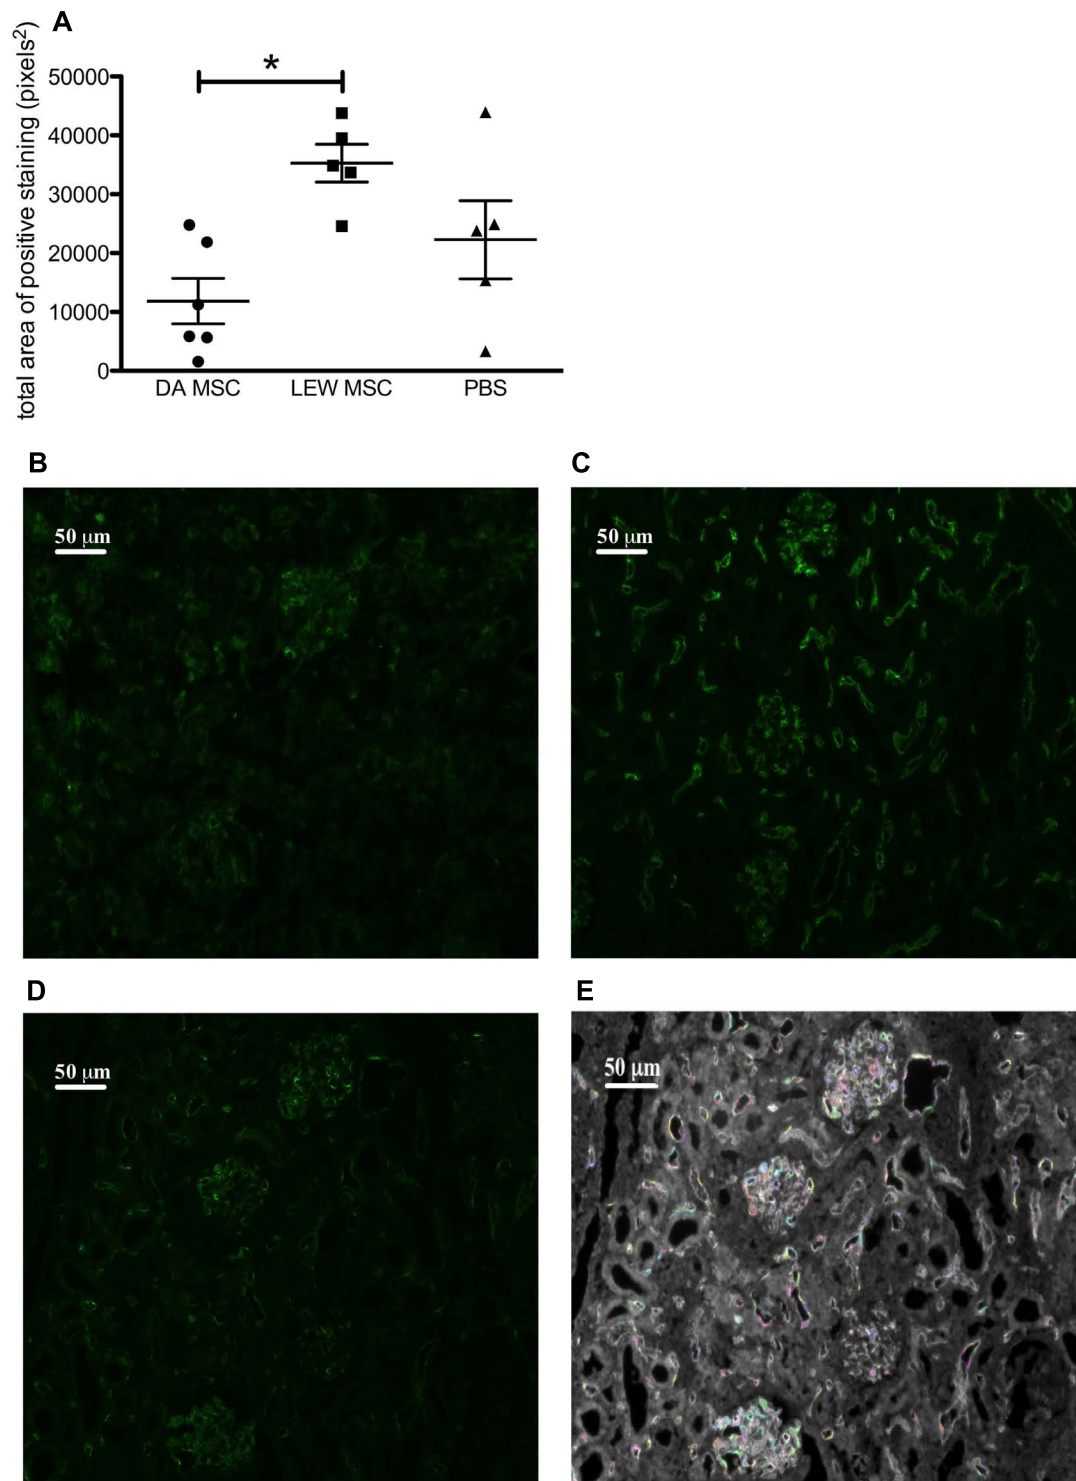 A
total area of positive staining (pixels²)
*
50000
40000
30000
20000
10000
0
DA MSC
LEW MSC
PBS
B
50 μm
C
50 μm
D
50 μm
E
50 μm